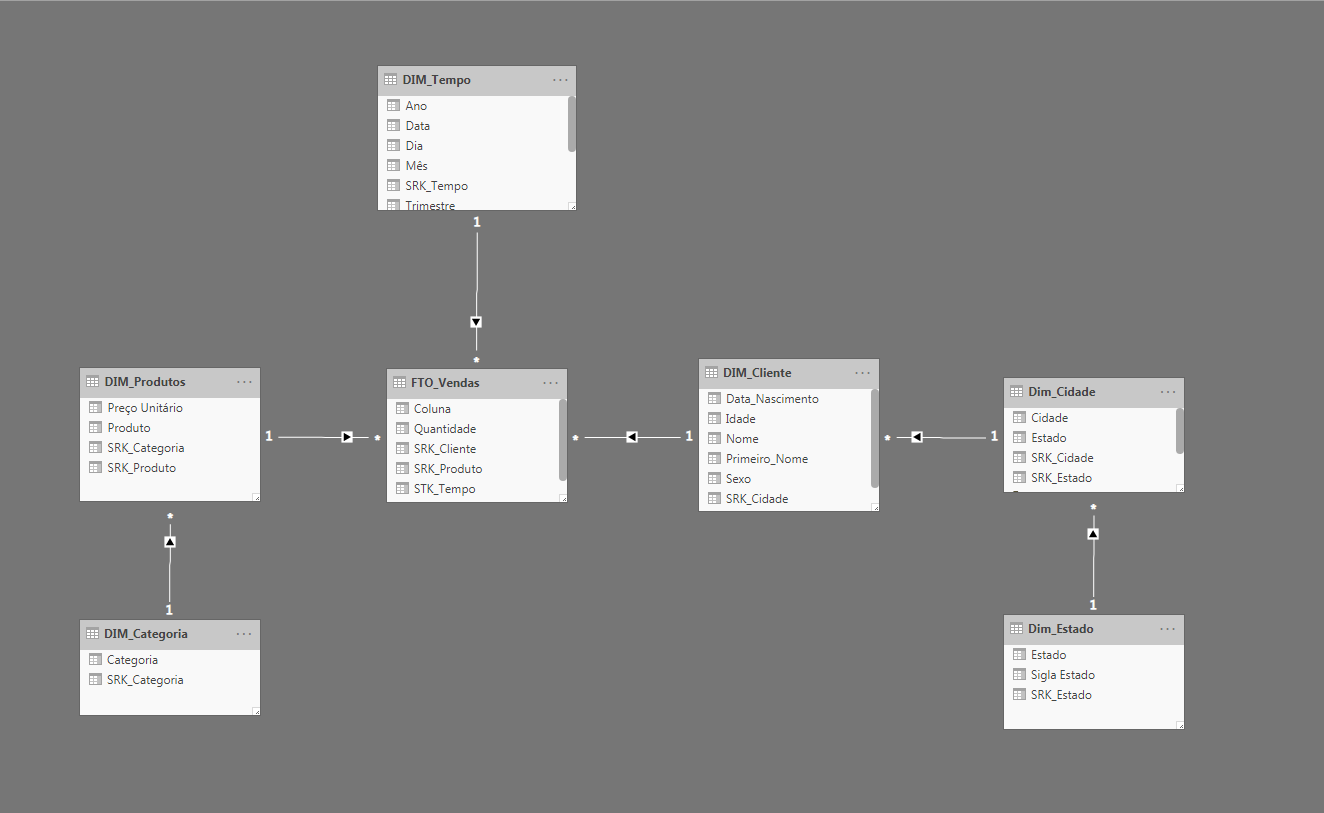 DIM_Tempo
Ano
Data
Dia
Mês
SRK_Tempo
Trimestre
1
*
DIM_Produtos
Preço Unitário
Produto
SRK_Categoria
SRK_Produto
1
*
FTO_Vendas
Coluna
Quantidade
SRK_Cliente
SRK_Produto
STK_Tempo
*
1
DIM_Cliente
Data_Nascimento
Idade
Nome
Primeiro_Nome
Sexo
SRK_Cidade
*
1
Dim_Cidade
Cidade
Estado
SRK_Cidade
SRK_Estado
*
1
DIM_Categoria
Categoria
SRK_Categoria
*
1
Dim_Estado
Estado
Sigla Estado
SRK_Estado